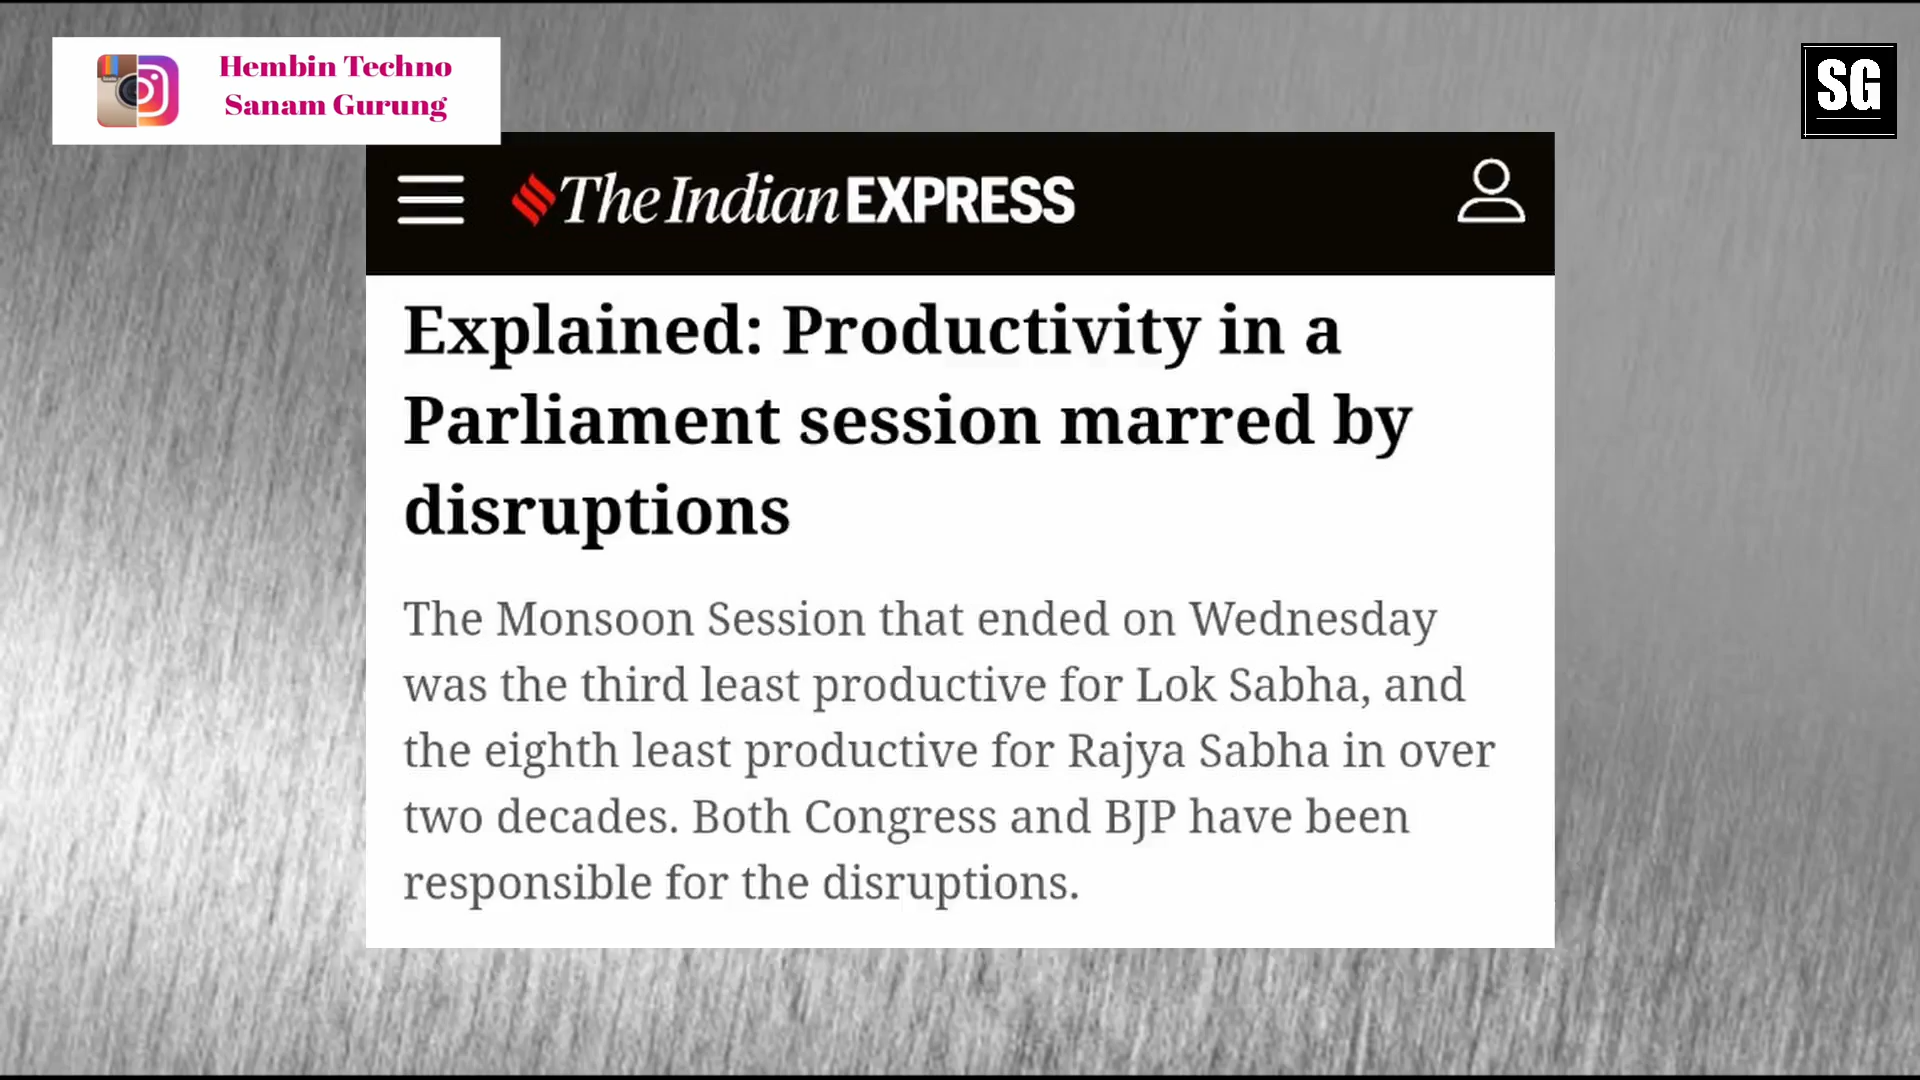 Hembin Techno
Sanam Gurung
SG
The Indian EXPRESS
Explained: Productivity in a
Parliament session marred by
disruptions
The Monsoon Session that ended on Wednesday
was the third least productive for Lok Sabha, and
the eighth least productive for Rajya Sabha in over
two decades. Both Congress and BJP have been
responsible for the disruptions.